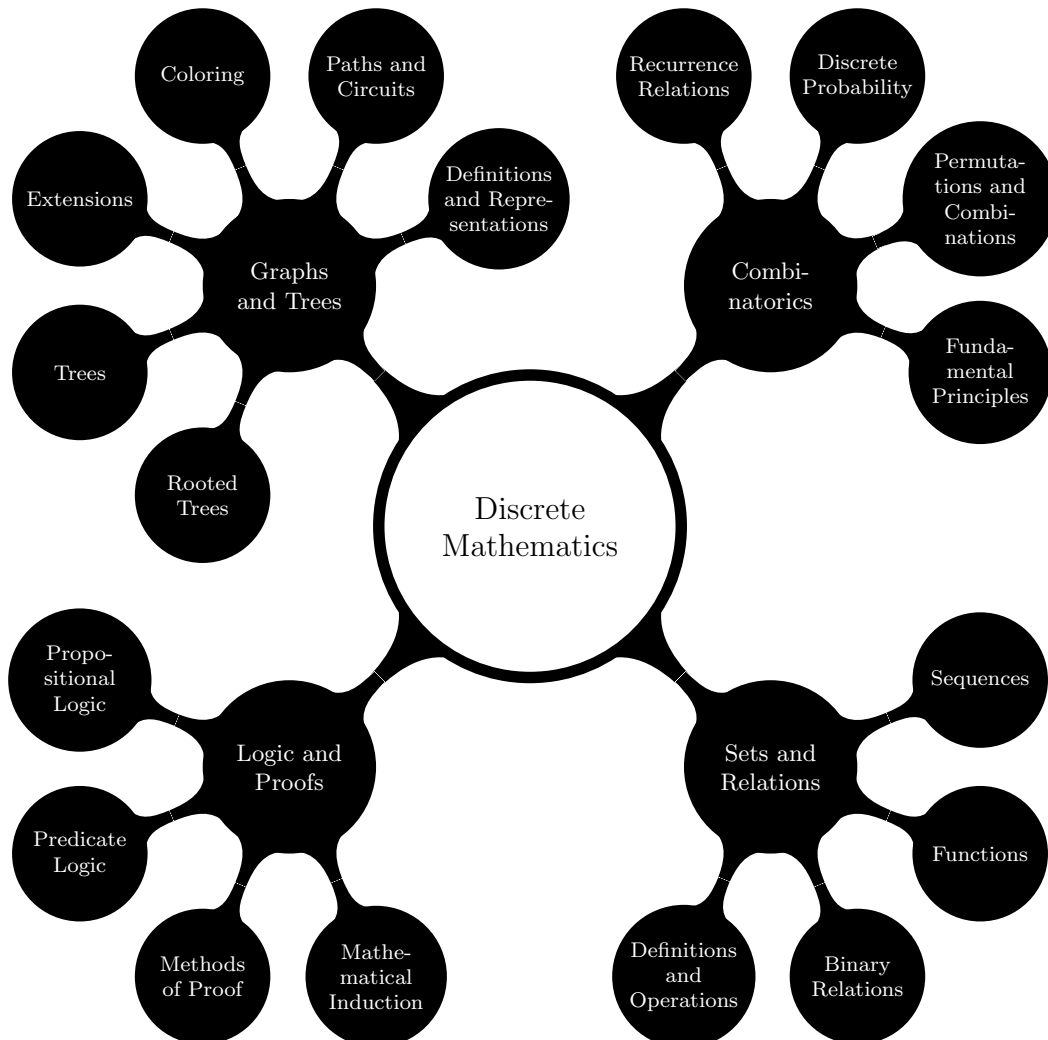 Coloring
Paths and
Circuits
Recurrence
Relations
Discrete
Probability
Extensions
Definitions
and Repre-
sentations
Permuta-
tions and
Combi-
nations
Graphs
and Trees
Combi-
natorics
Trees
Funda-
mental
Principles
Rooted
Trees
Discrete
Mathematics
Propo-
sitional
Logic
Sequences
Logic and
Proofs
Sets and
Relations
Predicate
Logic
Functions
Methods
of Proof
Mathe-
matical
Induction
Definitions
and
Operations
Binary
Relations